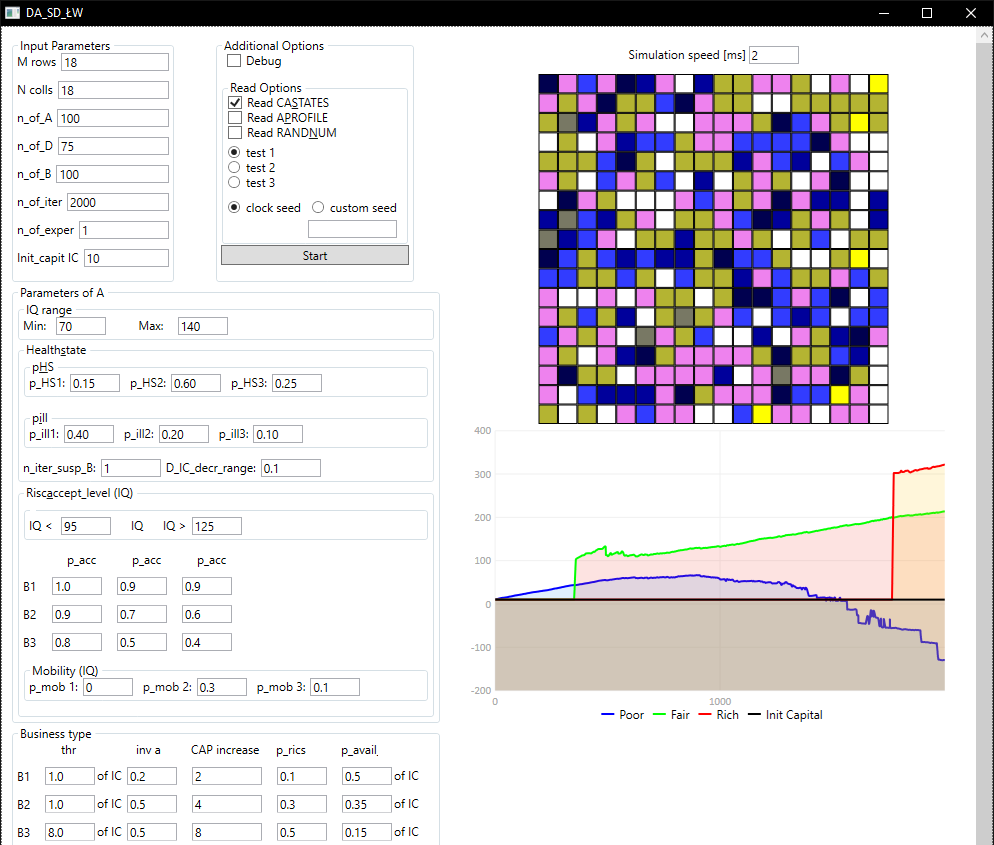 DA_SD_ŁW
Input Parameters
M rows 18
N colls 18
n_of_A 100
n_of_D 75
n_of_B 100
n_of_iter 2000
n_of_exper 1
Init_capit IC 10
Additional Options
Debug
Read Options
Read CASTATES
Read APROFILE
Read RANDNUM
test 1
test 2
test 3
clock seed custom seed
Start
Parameters of A
IQ range
Min: 70 Max: 140
Healthstate
pHS
p_HS1: 0.15 p_HS2: 0.60 p_HS3: 0.25
pill
p_ill1: 0.40 p_ill2: 0.20 p_ill3: 0.10
n_iter_susp_B: 1 D_IC_decr_range: 0.1
Riscaccept_level (IQ)
IQ < 95 IQ IQ > 125
p_acc p_acc p_acc
B1 1.0 0.9 0.9
B2 0.9 0.7 0.6
B3 0.8 0.5 0.4
Mobility (IQ)
p_mob 1: 0 p_mob 2: 0.3 p_mob 3: 0.1
Business type
thr inv a CAP increase p_rics p_avail
B1 1.0 of IC 0.2 2 0.1 0.5 of IC
B2 1.0 of IC 0.5 4 0.3 0.35 of IC
B3 8.0 of IC 0.5 8 0.5 0.15 of IC
Simulation speed [ms] 2
400
300
200
100
0
-100
-200
0 1000
Poor Fair Rich Init Capital